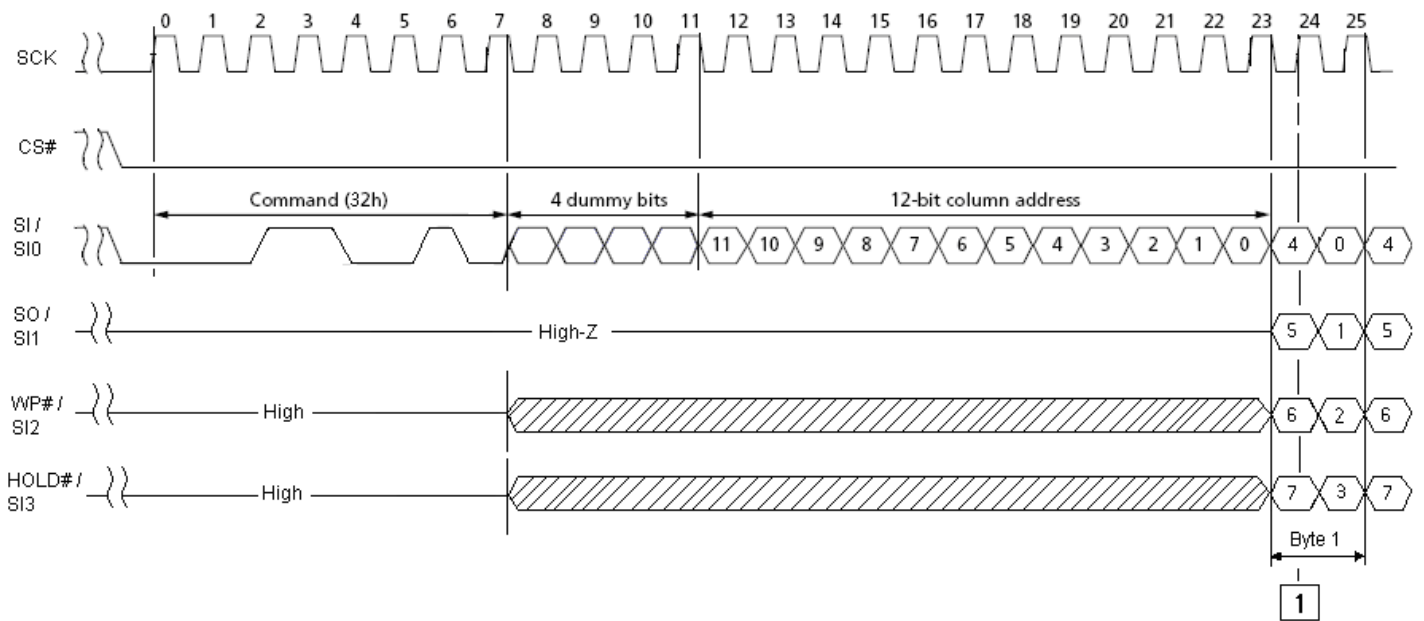 0 1 2 3 4 5 6 7 8 9 10 11 12 13 14 15 16 17 18 19 20 21 22 23 24 25
SCK
CS#
Command (32h) 4 dummy bits 12-bit column address
SI /
SI0
11 10 9 8 7 6 5 4 3 2 1 0 4 0 4
SO /
SI1
High-Z
5 1 5
WP# /
SI2
High
6 2 6
HOLD# /
SI3
High
7 3 7
Byte 1
1